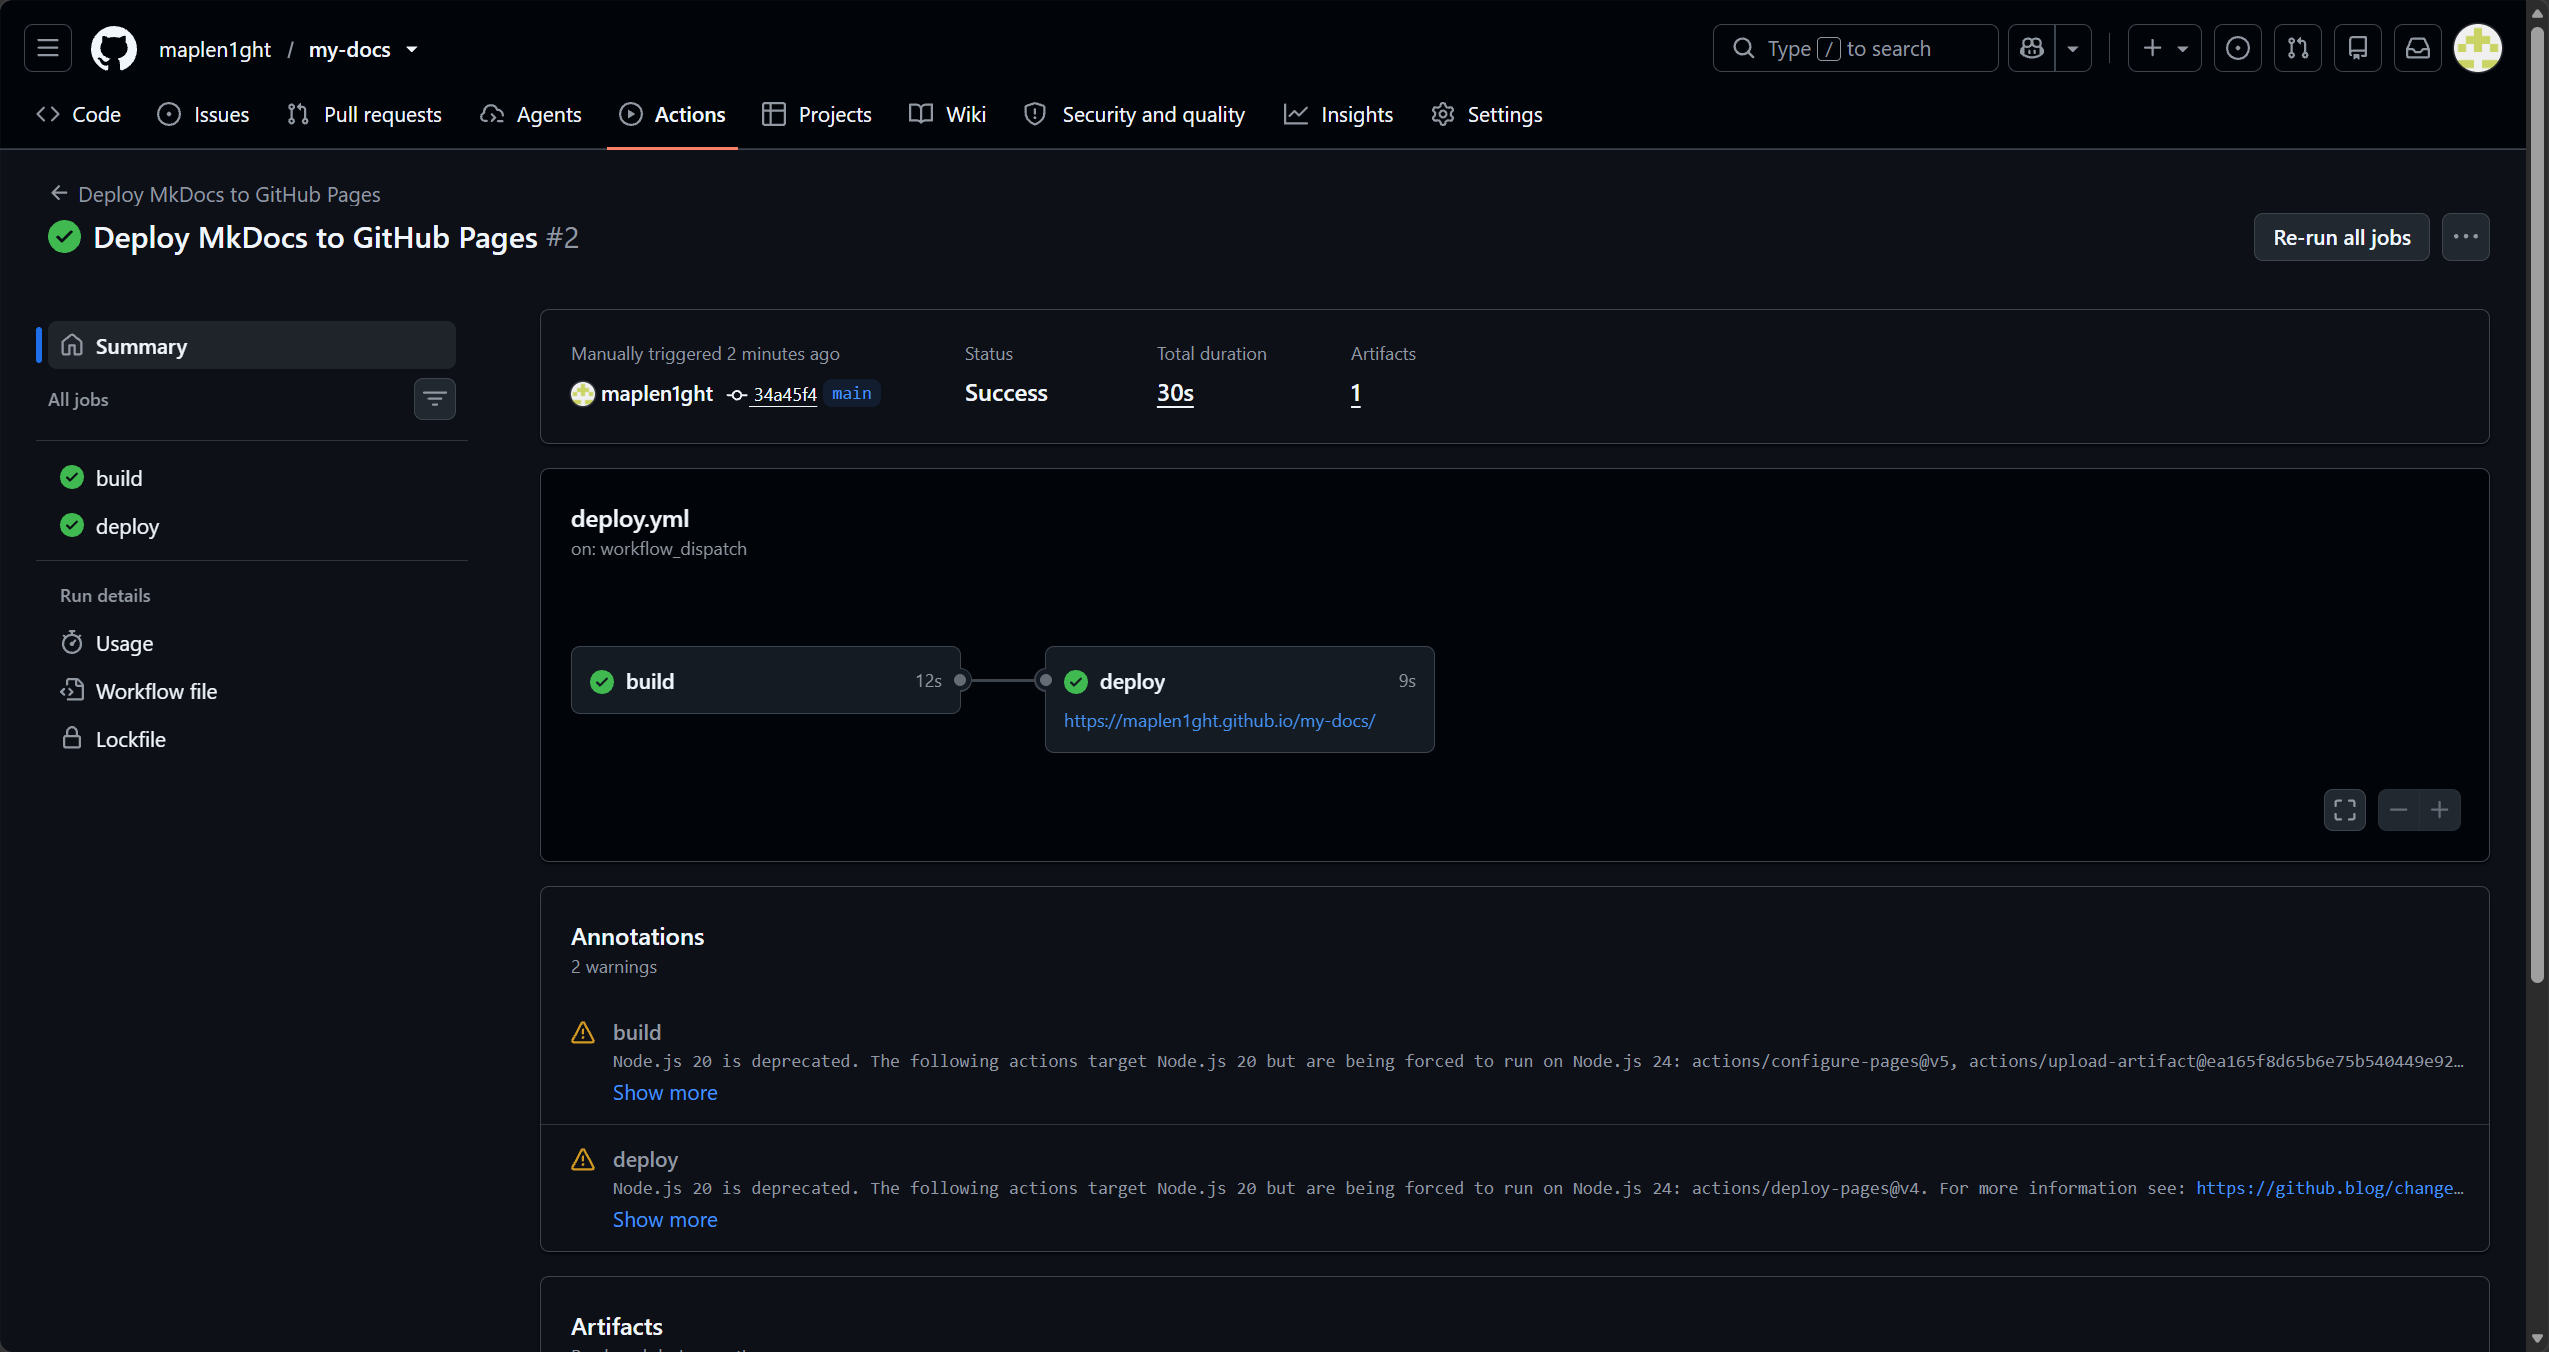 maplen1ght / my-docs
Type / to search
Code Issues Pull requests Agents Actions Projects Wiki Security and quality Insights Settings
Deploy MkDocs to GitHub Pages
Deploy MkDocs to GitHub Pages #2
Re-run all jobs
Summary
All jobs
build
deploy
Run details
Usage
Workflow file
Lockfile
Manually triggered 2 minutes ago
maplen1ght 34a45f4 main
Status
Success
Total duration
30s
Artifacts
1
deploy.yml
on: workflow_dispatch
build 12s
deploy 9s
https://maplen1ght.github.io/my-docs/
Annotations
2 warnings
build
Node.js 20 is deprecated. The following actions target Node.js 20 but are being forced to run on Node.js 24: actions/configure-pages@v5, actions/upload-artifact@ea165f8d65b6e75b540449e92…
Show more
deploy
Node.js 20 is deprecated. The following actions target Node.js 20 but are being forced to run on Node.js 24: actions/deploy-pages@v4. For more information see: https://github.blog/change…
Show more
Artifacts